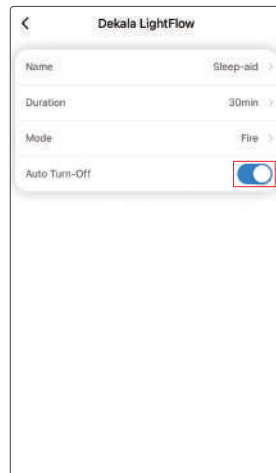 Dekala LightFlow
Name Sleep-aid
Duration 30min
Mode Fire
Auto Turn-Off